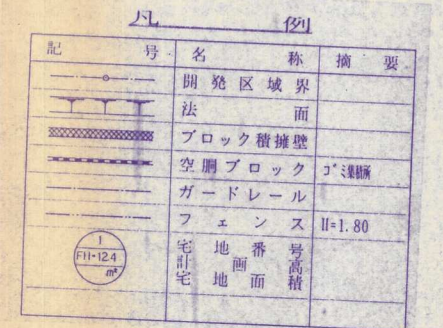 凡例
記号 名称 摘要
開発区域界
法面
ブロック積擁壁
空胴ブロック ゴミ集積所
ガードレール
フェンス H=1.80
1
FH=12.4
m²
宅地番号
計画高
宅地面積